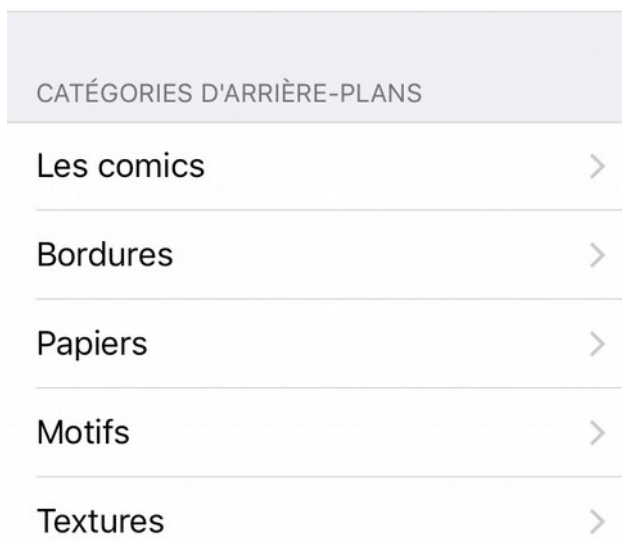 CATÉGORIES D'ARRIÈRE-PLANS
Les comics
Bordures
Papiers
Motifs
Textures